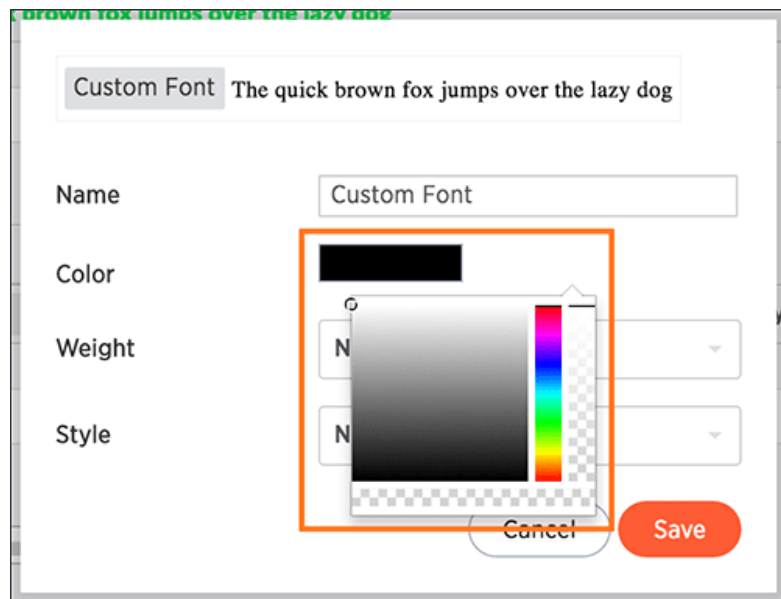 brown fox jumps over the lazy dog
Custom Font The quick brown fox jumps over the lazy dog
Name Custom Font
Color
Weight N
Style N
Cancel Save